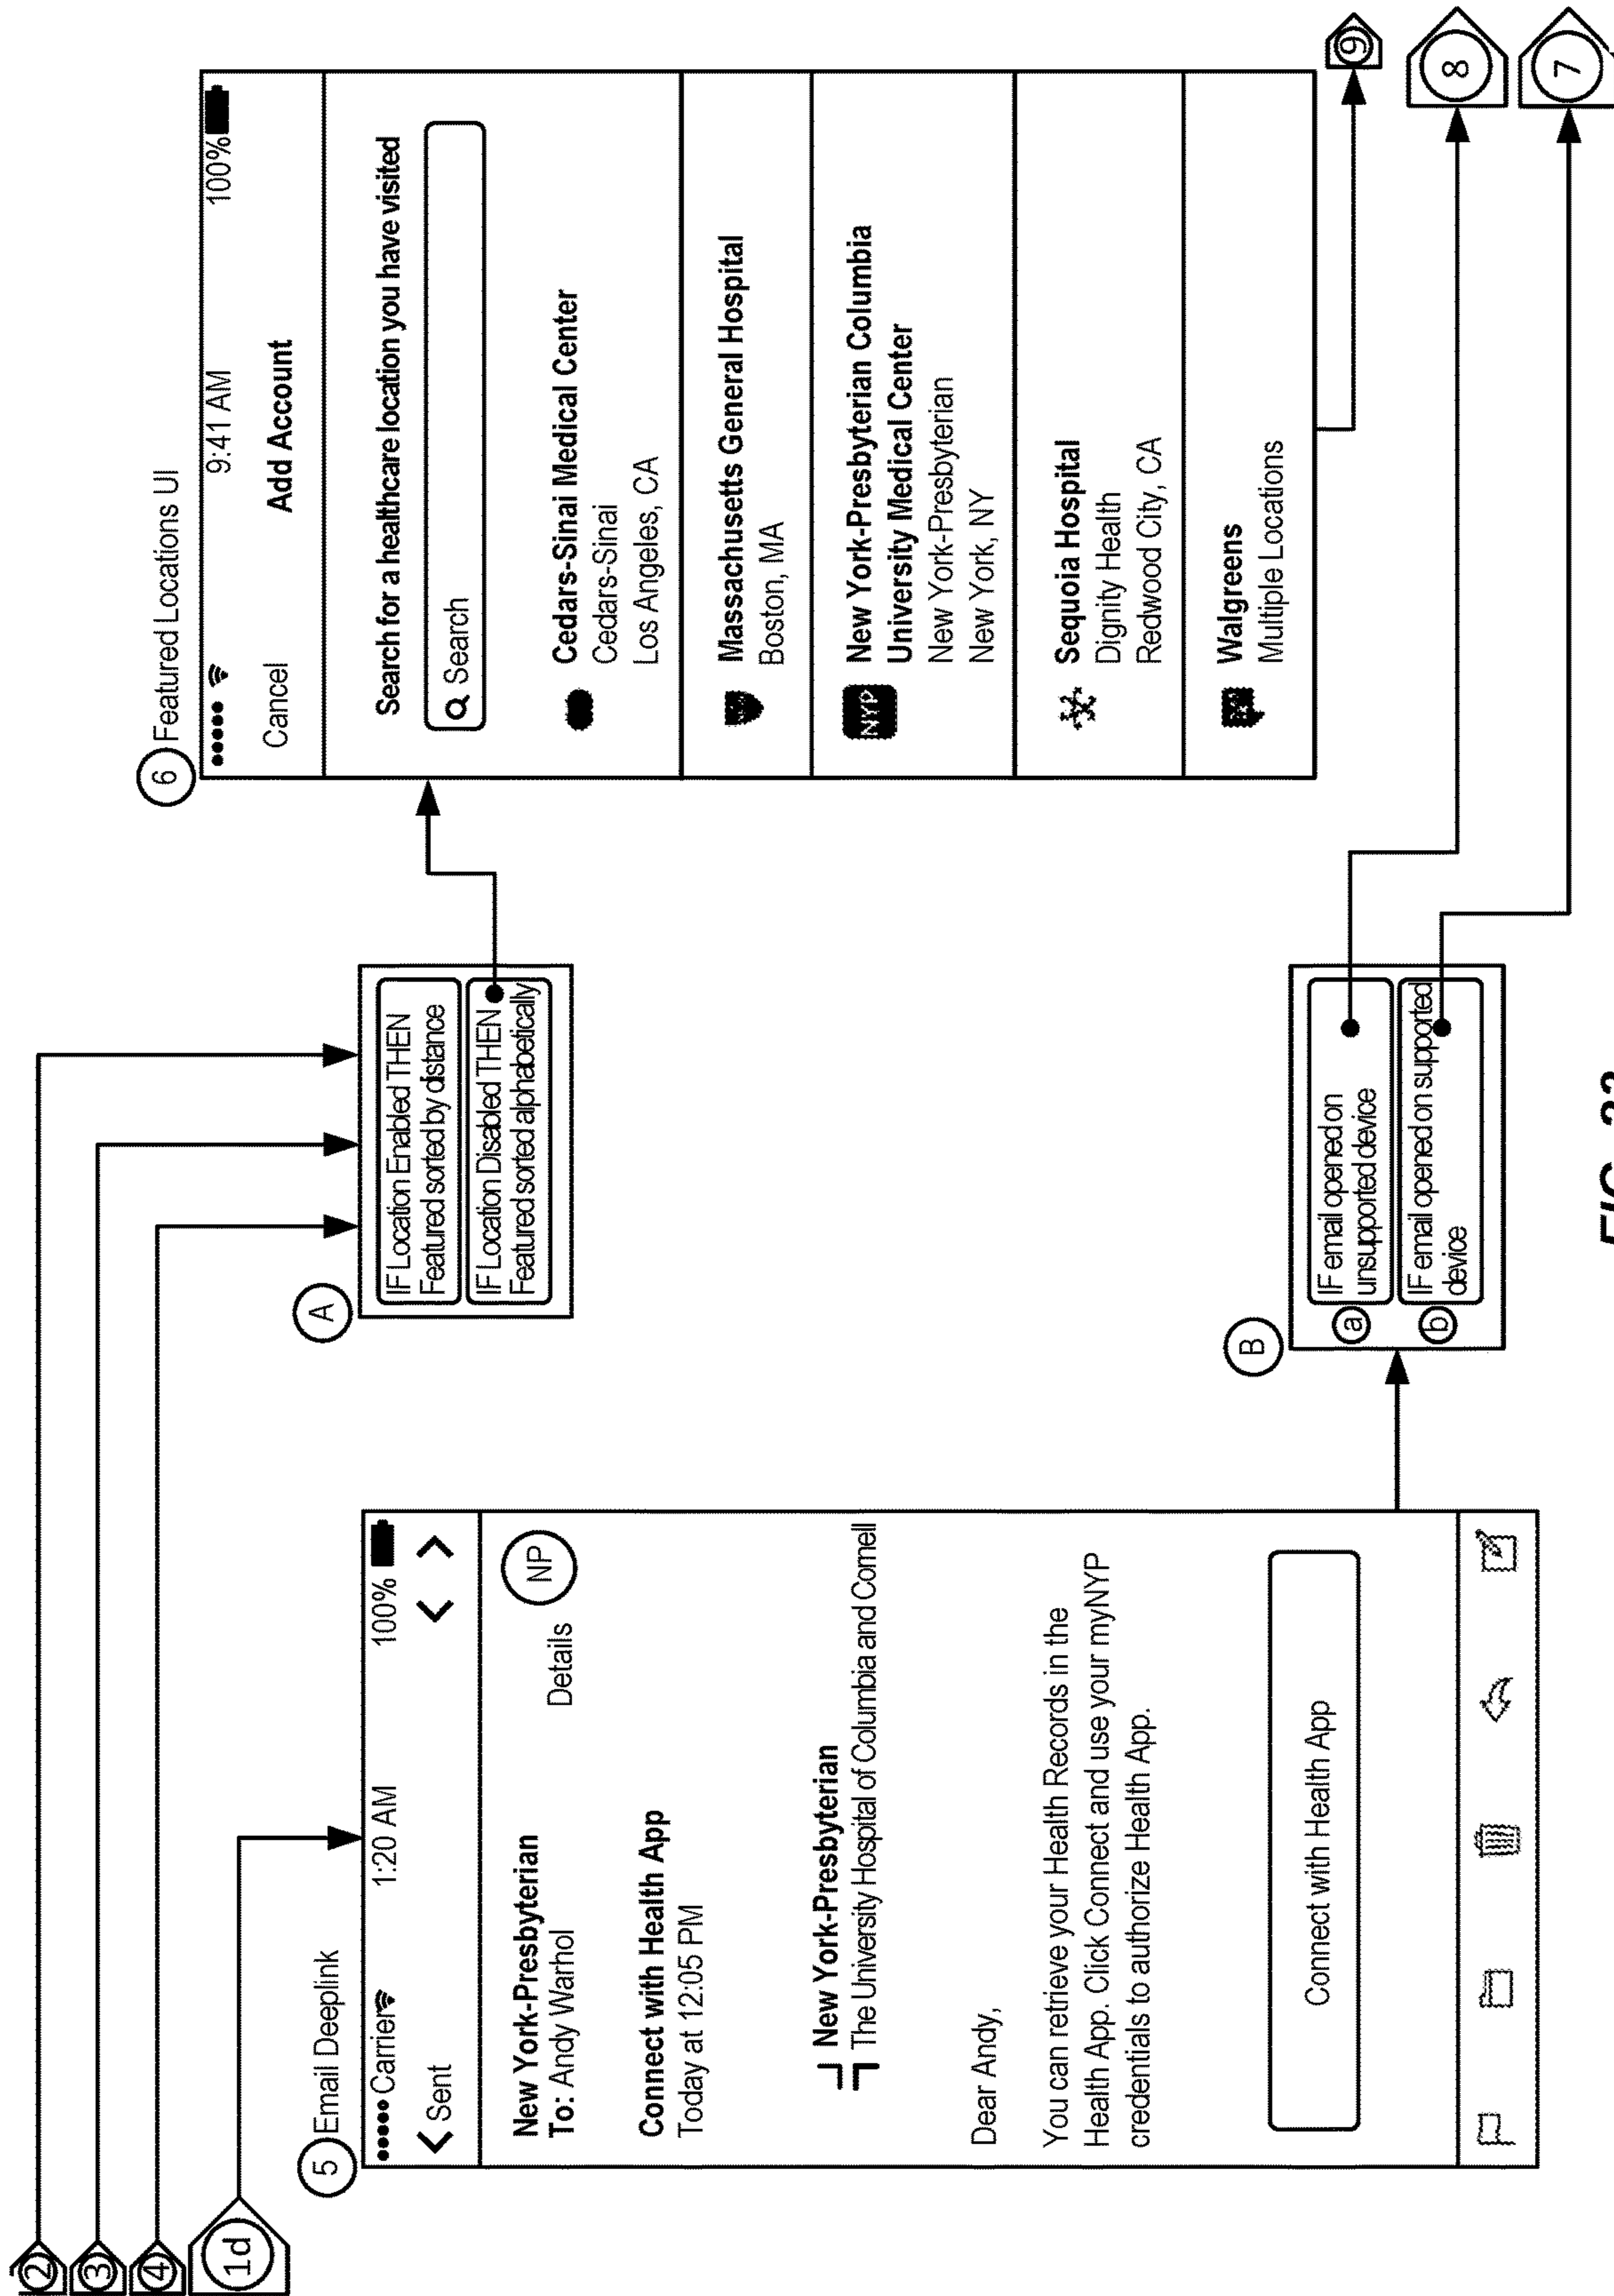 2
3
4
1d
5 Email Deeplink
Carrier 1:20 AM 100%
Sent
New York-Presbyterian
To: Andy Warhol
Details
NP
Connect with Health App
Today at 12:05 PM
New York-Presbyterian
The University Hospital of Columbia and Cornell
Dear Andy,
You can retrieve your Health Records in the
Health App. Click Connect and use your myNYP
credentials to authorize Health App.
Connect with Health App
A
IF Location Enabled THEN
Featured sorted by distance
IF Location Disabled THEN
Featured sorted alphabetically
B
a
IF email opened on
unsupported device
b
IF email opened on supported
device
6 Featured Locations UI
9:41 AM 100%
Cancel Add Account
Search for a healthcare location you have visited
Search
Cedars-Sinai Medical Center
Cedars-Sinai
Los Angeles, CA
Massachusetts General Hospital
Boston, MA
NYP
New York-Presbyterian Columbia
University Medical Center
New York-Presbyterian
New York, NY
Sequoia Hospital
Dignity Health
Redwood City, CA
Walgreens
Multiple Locations
9
8
7